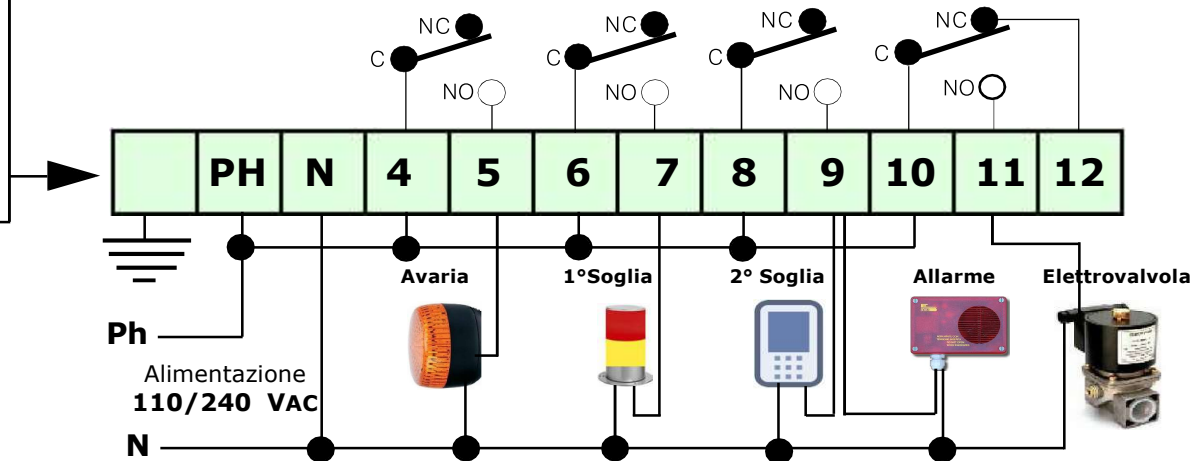 NC NC NC NC
C C C C
NO NO NO NO
PH N 4 5 6 7 8 9 10 11 12
Avaria 1°Soglia 2° Soglia Allarme Elettrovalvola
Ph
Alimentazione
110/240 VAC
N